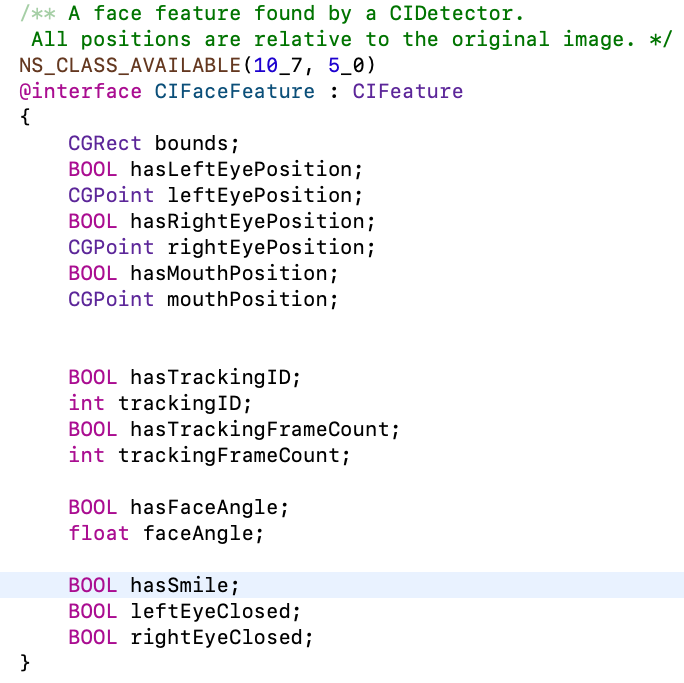 /** A face feature found by a CIDetector.
 All positions are relative to the original image. */
NS_CLASS_AVAILABLE(10_7, 5_0)
@interface CIFaceFeature : CIFeature
{
    CGRect bounds;
    BOOL hasLeftEyePosition;
    CGPoint leftEyePosition;
    BOOL hasRightEyePosition;
    CGPoint rightEyePosition;
    BOOL hasMouthPosition;
    CGPoint mouthPosition;
    BOOL hasTrackingID;
    int trackingID;
    BOOL hasTrackingFrameCount;
    int trackingFrameCount;
    BOOL hasFaceAngle;
    float faceAngle;
    BOOL hasSmile;
    BOOL leftEyeClosed;
    BOOL rightEyeClosed;
}